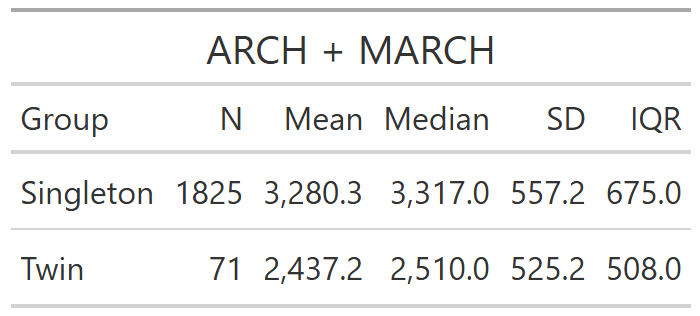 ARCH + MARCH
Group N Mean Median SD IQR
Singleton 1825 3,280.3 3,317.0 557.2 675.0
Twin 71 2,437.2 2,510.0 525.2 508.0